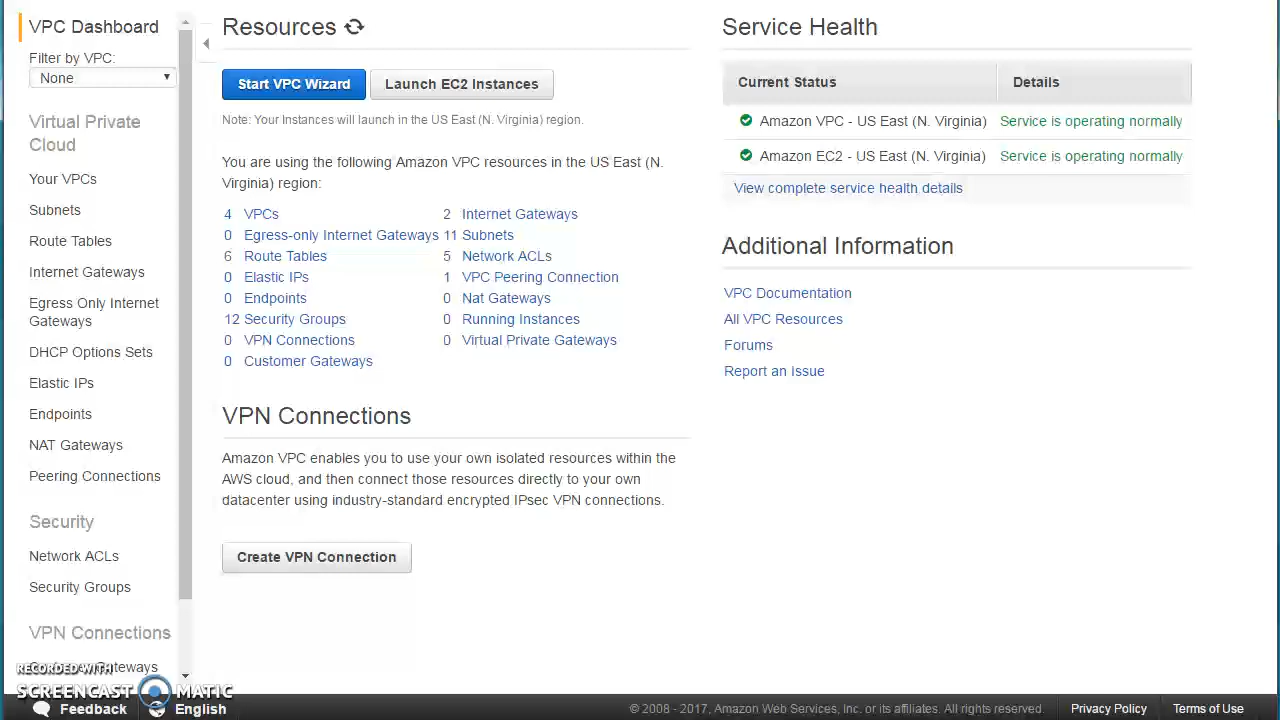 VPC Dashboard
Filter by VPC:
None
Virtual Private
Cloud
Your VPCs
Subnets
Route Tables
Internet Gateways
Egress Only Internet
Gateways
DHCP Options Sets
Elastic IPs
Endpoints
NAT Gateways
Peering Connections
Security
Network ACLs
Security Groups
VPN Connections
Resources
Start VPC Wizard
Launch EC2 Instances
Note: Your Instances will launch in the US East (N. Virginia) region.
You are using the following Amazon VPC resources in the US East (N.
Virginia) region:
4 VPCs
2 Internet Gateways
0 Egress-only Internet Gateways
11 Subnets
6 Route Tables
5 Network ACLs
0 Elastic IPs
1 VPC Peering Connection
0 Endpoints
0 Nat Gateways
12 Security Groups
0 Running Instances
0 VPN Connections
0 Virtual Private Gateways
0 Customer Gateways
VPN Connections
Amazon VPC enables you to use your own isolated resources within the
AWS cloud, and then connect those resources directly to your own
datacenter using industry-standard encrypted IPsec VPN connections.
Create VPN Connection
Service Health
Current Status
Details
Amazon VPC - US East (N. Virginia)
Service is operating normally
Amazon EC2 - US East (N. Virginia)
Service is operating normally
View complete service health details
Additional Information
VPC Documentation
All VPC Resources
Forums
Report an Issue
Gateways
RECORDED WITH
SCREENCAST MATIC
Feedback
English
© 2008 - 2017, Amazon Web Services, Inc. or its affiliates. All rights reserved.
Privacy Policy
Terms of Use